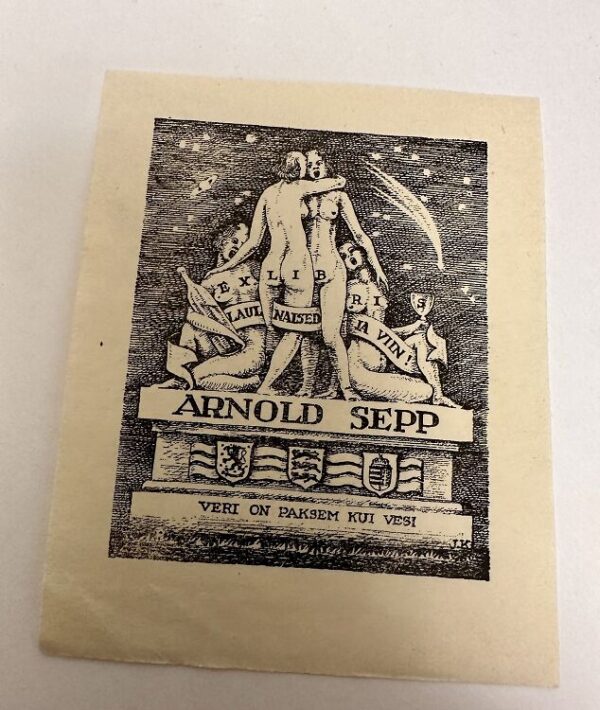 EX LIBRIS
LAUL NAISED JA VIIN!
ARNOLD SEPP
VERI ON PAKSEM KUI VESI
J.K